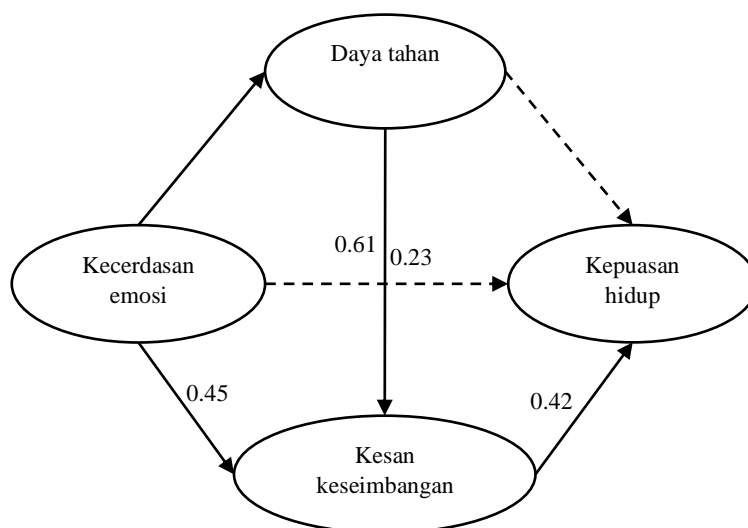 Daya tahan
0.61
0.23
Kecerdasan
emosi
Kepuasan
hidup
0.45
0.42
Kesan
keseimbangan